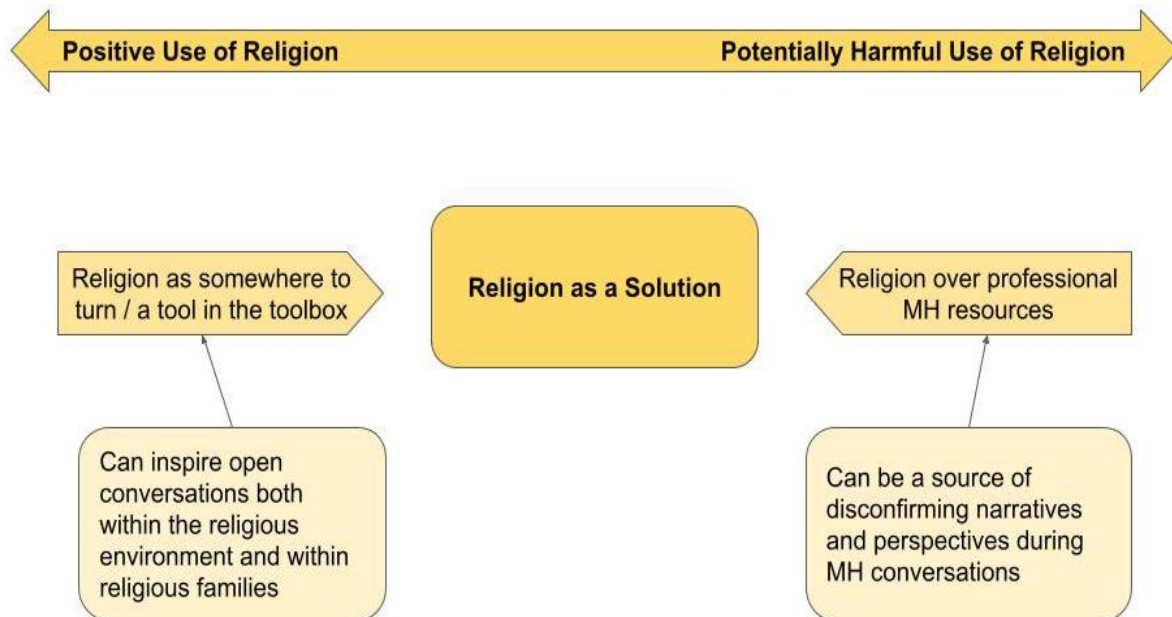 Positive Use of Religion
Potentially Harmful Use of Religion
Religion as somewhere to
turn / a tool in the toolbox
Religion as a Solution
Religion over professional
MH resources
Can inspire open
conversations both
within the religious
environment and within
religious families
Can be a source of
disconfirming narratives
and perspectives during
MH conversations